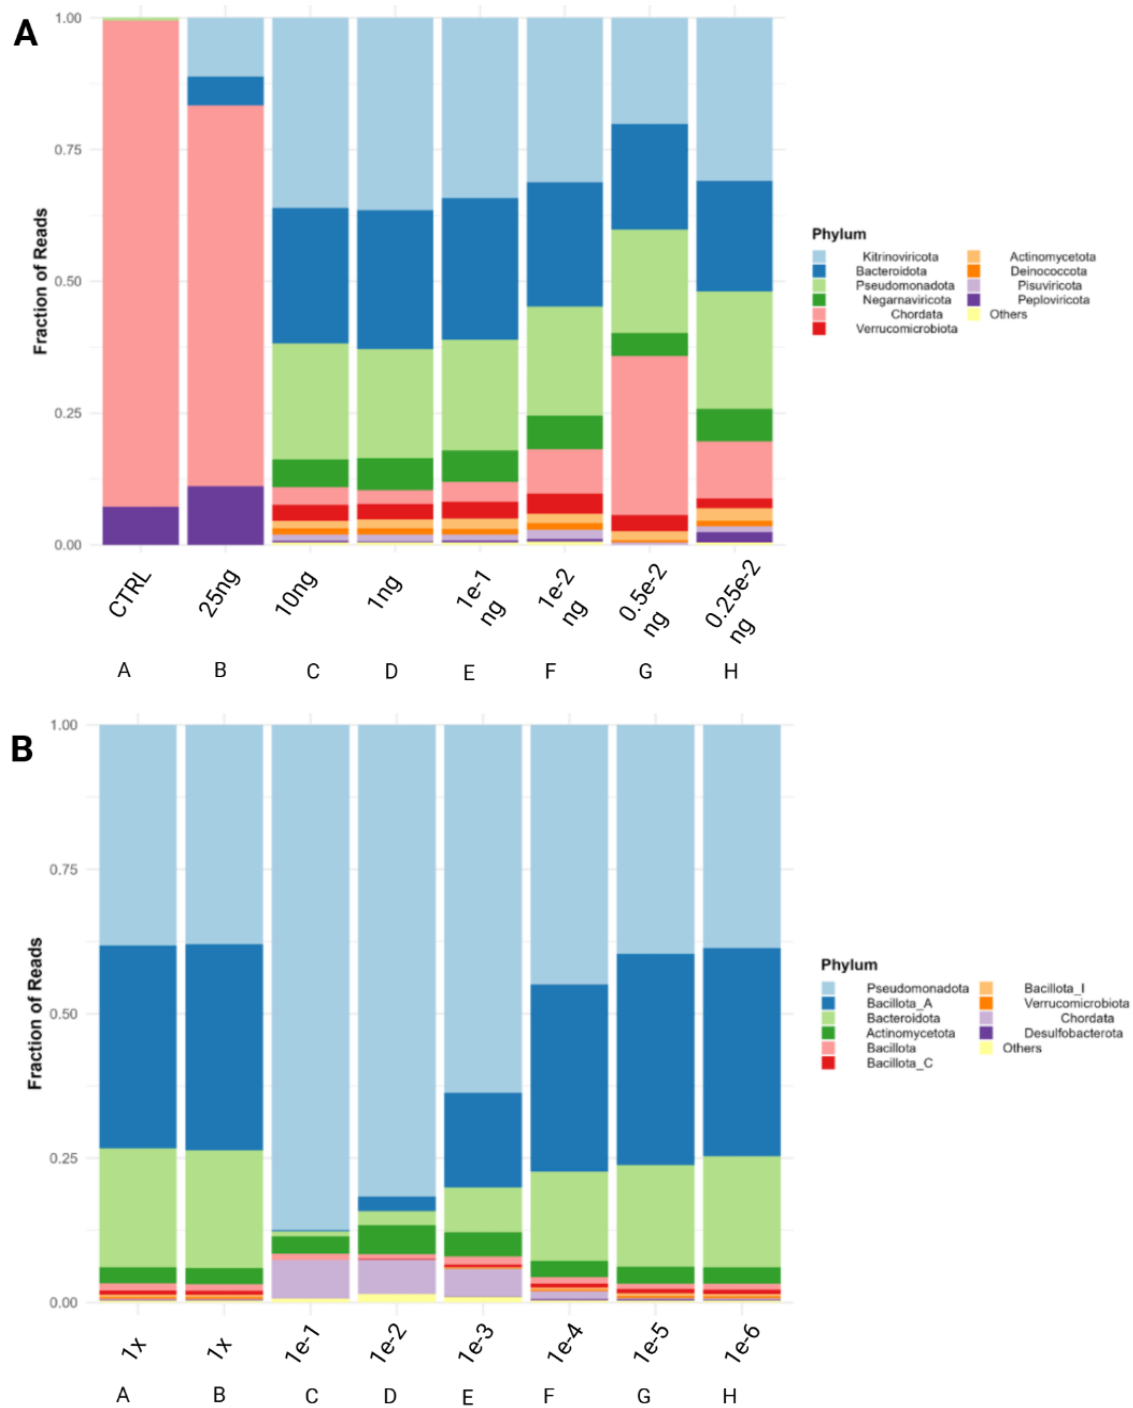 A
1.00
0.75
0.50
0.25
0.00
Fraction of Reads
Phylum
Kitrinoviricota
Bacteroidota
Pseudomonadota
Negarnaviricota
Chordata
Verrucomicrobiota
Actinomycetota
Deinococcota
Pisuviricota
Peploviricota
Others
CTRL
25ng
10ng
1ng
1e-1
ng
1e-2
ng
0.5e-2
ng
0.25e-2
ng
A B C D E F G H
B
1.00
0.75
0.50
0.25
0.00
Fraction of Reads
Phylum
Pseudomonadota
Bacillota_A
Bacteroidota
Actinomycetota
Bacillota
Bacillota_C
Bacillota_I
Verrucomicrobiota
Chordata
Desulfobacterota
Others
1x
1x
1e-1
1e-2
1e-3
1e-4
1e-5
1e-6
A B C D E F G H